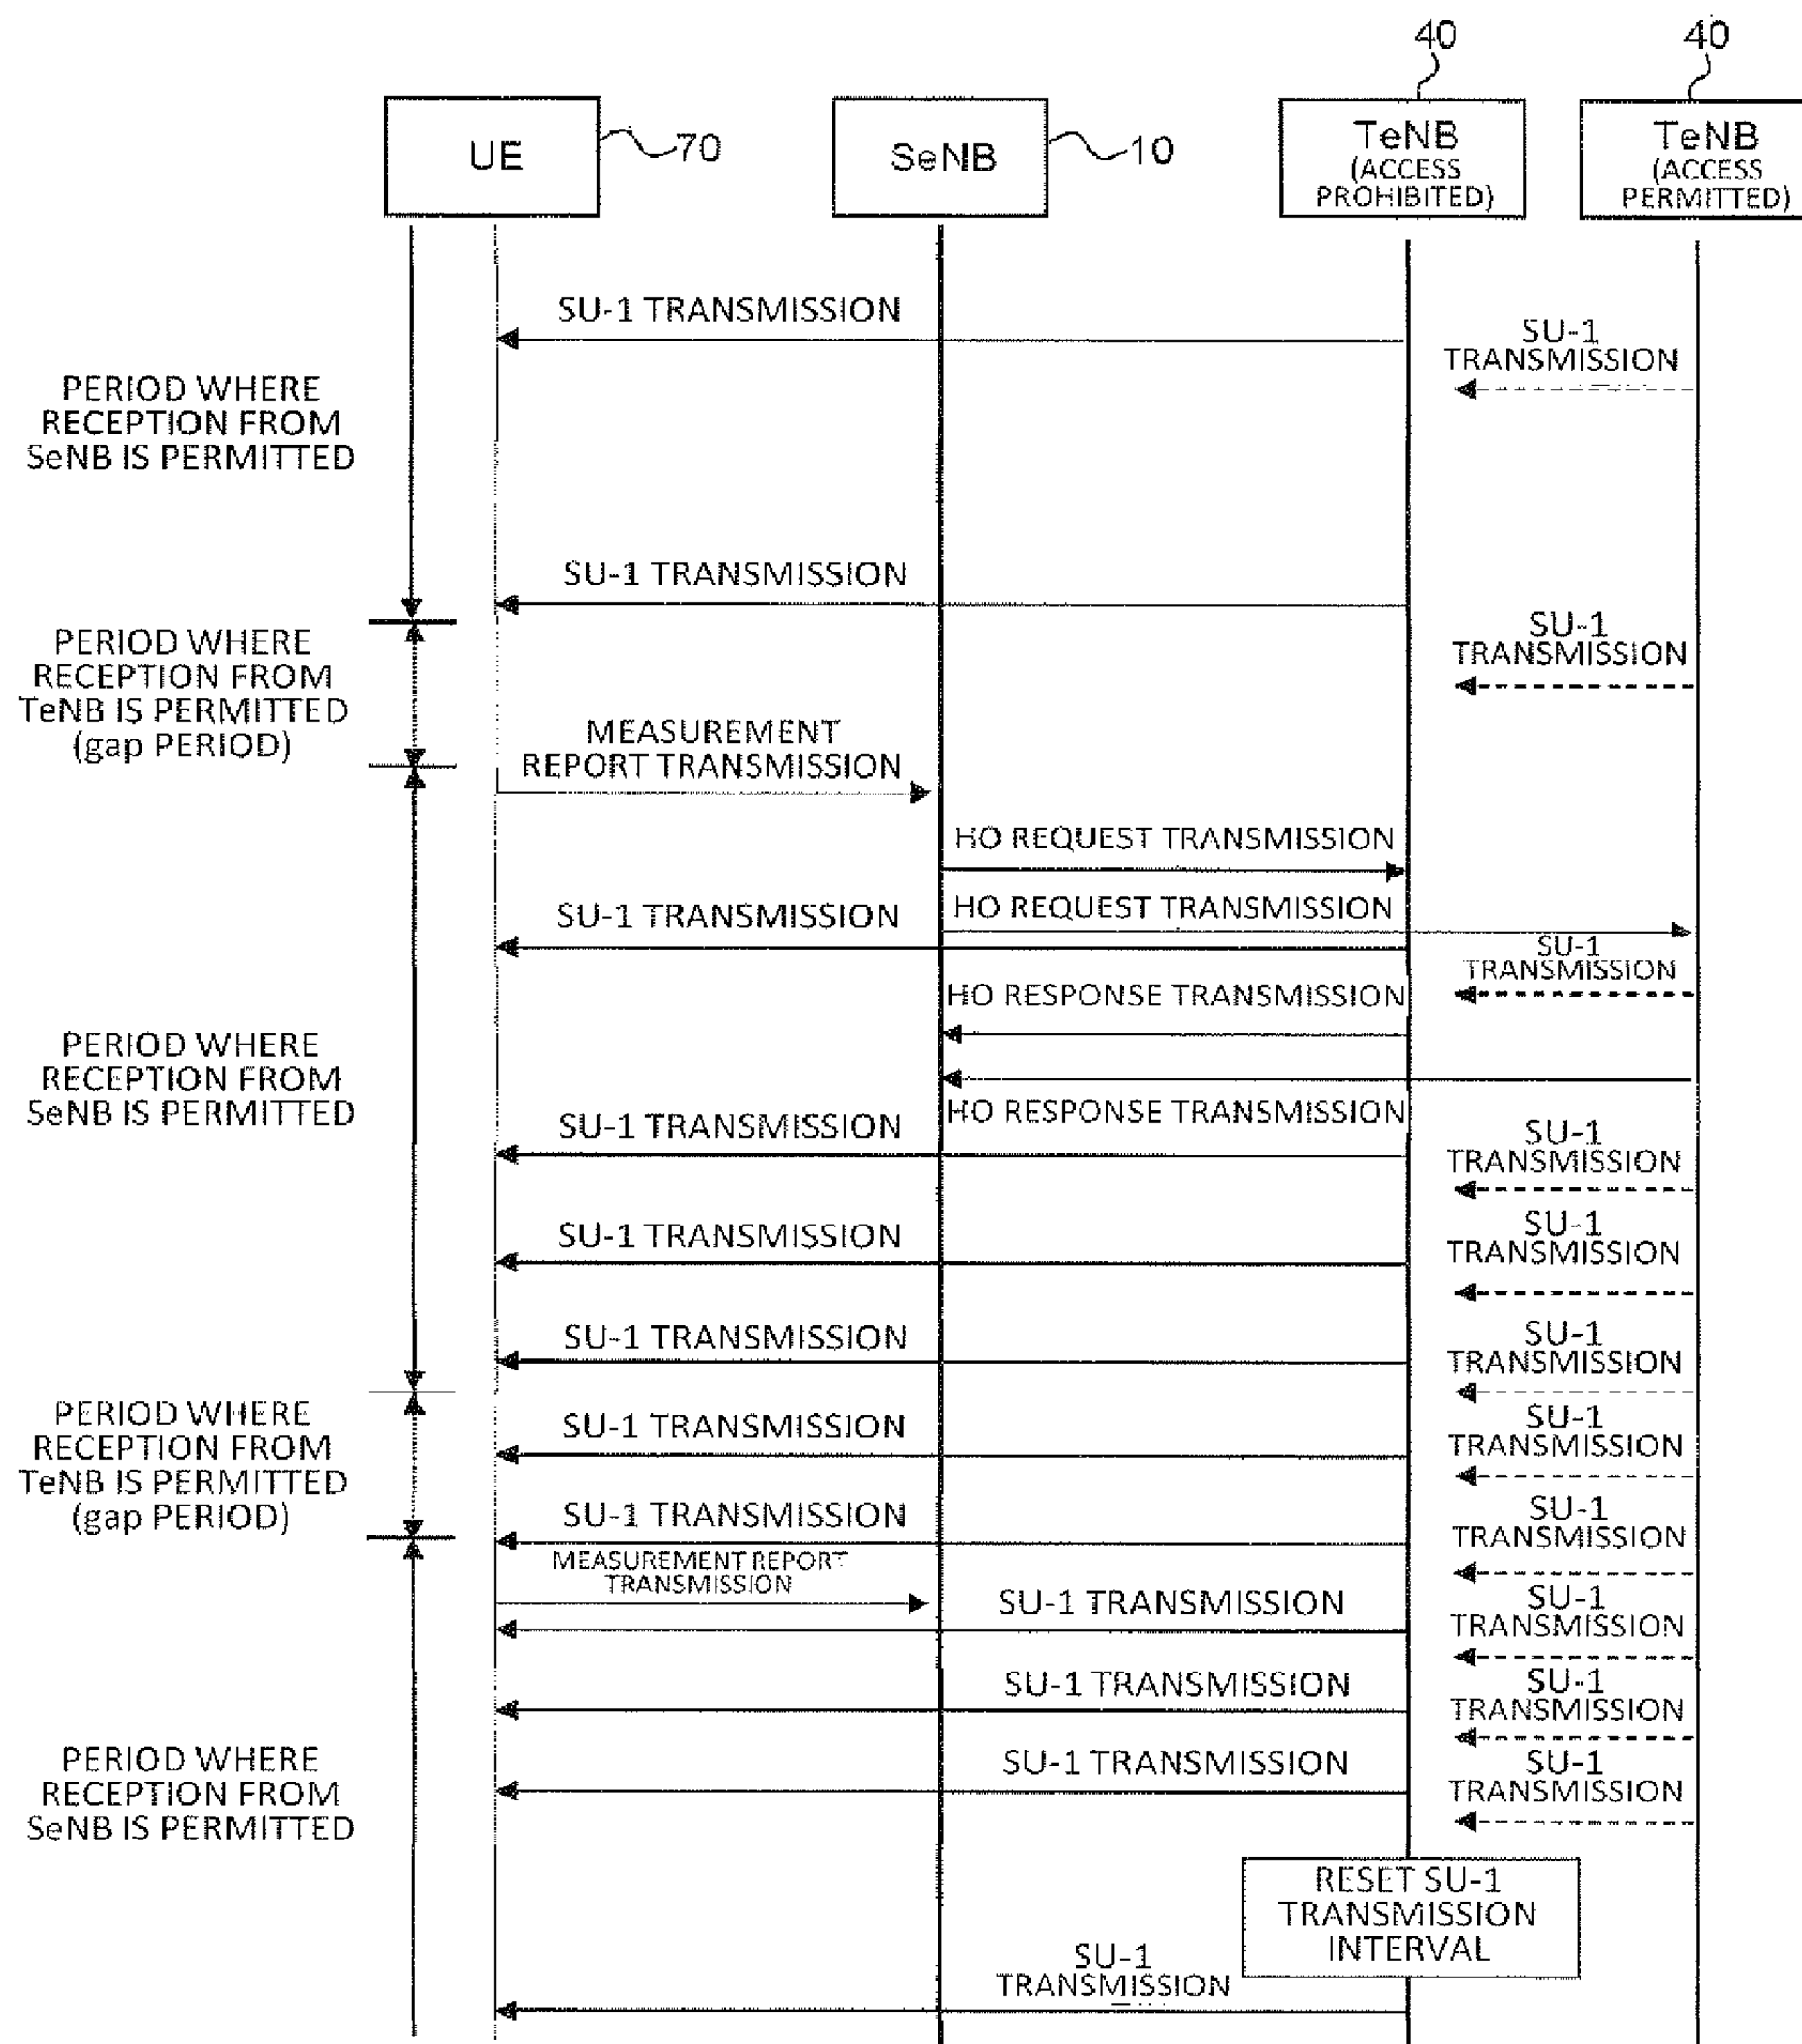 40
40
UE
70
SeNB
10
TeNB
(ACCESS
PROHIBITED)
TeNB
(ACCESS
PERMITTED)
SU-1 TRANSMISSION
SU-1
TRANSMISSION
PERIOD WHERE
RECEPTION FROM
SeNB IS PERMITTED
SU-1 TRANSMISSION
SU-1
TRANSMISSION
PERIOD WHERE
RECEPTION FROM
TeNB IS PERMITTED
(gap PERIOD)
MEASUREMENT
REPORT TRANSMISSION
HO REQUEST TRANSMISSION
SU-1 TRANSMISSION
HO REQUEST TRANSMISSION
SU-1
TRANSMISSION
HO RESPONSE TRANSMISSION
PERIOD WHERE
RECEPTION FROM
SeNB IS PERMITTED
HO RESPONSE TRANSMISSION
SU-1 TRANSMISSION
SU-1
TRANSMISSION
SU-1 TRANSMISSION
SU-1
TRANSMISSION
SU-1 TRANSMISSION
SU-1
TRANSMISSION
PERIOD WHERE
RECEPTION FROM
TeNB IS PERMITTED
(gap PERIOD)
SU-1 TRANSMISSION
SU-1
TRANSMISSION
SU-1 TRANSMISSION
SU-1
TRANSMISSION
MEASUREMENT REPORT
TRANSMISSION
SU-1 TRANSMISSION
SU-1
TRANSMISSION
SU-1 TRANSMISSION
SU-1
TRANSMISSION
PERIOD WHERE
RECEPTION FROM
SeNB IS PERMITTED
SU-1 TRANSMISSION
SU-1
TRANSMISSION
RESET SU-1
TRANSMISSION
INTERVAL
SU-1
TRANSMISSION